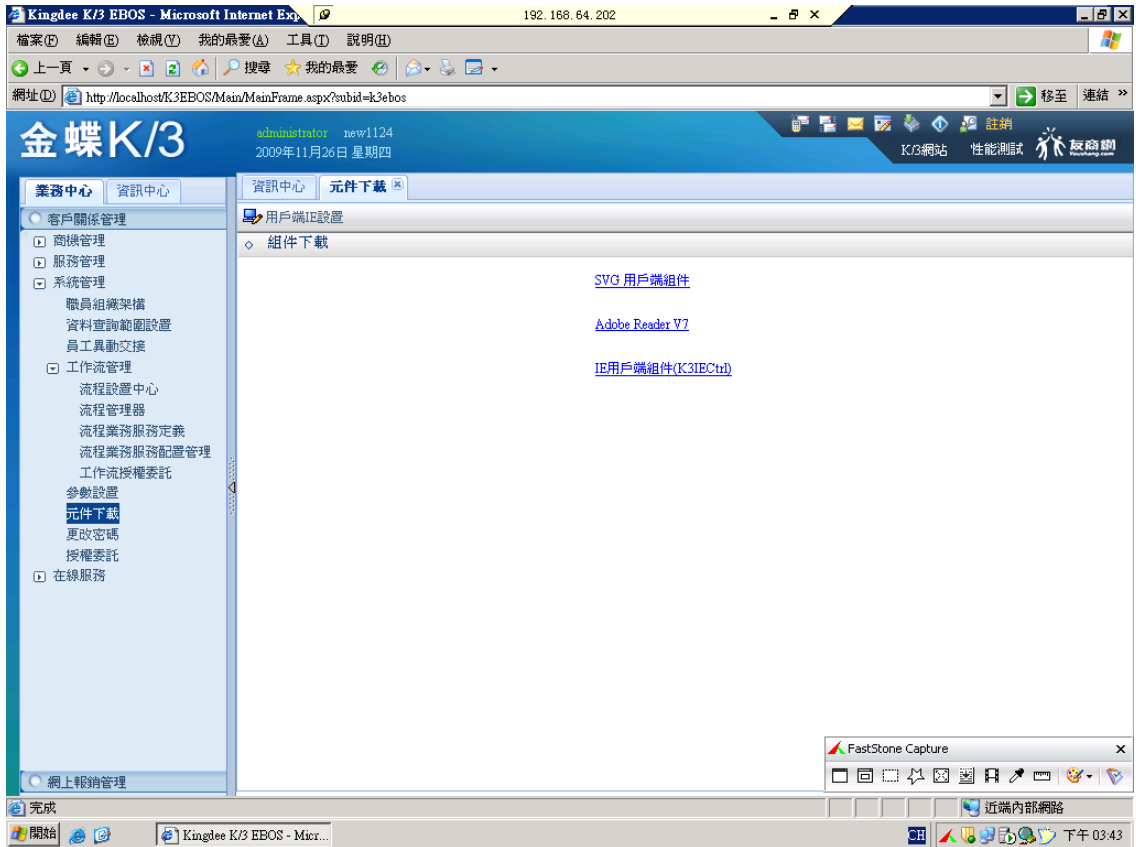 Kingdee K/3 EBOS - Microsoft Internet Exp
192.168.64.202
檔案(F) 編輯(E) 檢視(V) 我的最愛(A) 工具(T) 說明(H)
上一頁 搜尋 我的最愛
網址(D) http://localhost/K3EBOS/Main/MainFrame.aspx?subid=k3ebos 移至 連結 »
金蝶K/3
administrator new1124
2009年11月26日 星期四
註銷
K/3網站 性能測試 友商網
Youshang.com
業務中心 資訊中心
資訊中心 元件下載
客戶關係管理
用戶端IE設置
商機管理
組件下載
服務管理
系統管理
SVG 用戶端組件
職員組織架構
資料查詢範圍設置
Adobe Reader V7
員工異動交接
工作流管理
IE用戶端組件(K3IECtrl)
流程設置中心
流程管理器
流程業務服務定義
流程業務服務配置管理
工作流授權委託
參數設置
元件下載
更改密碼
授權委託
在線服務
FastStone Capture
網上報銷管理
完成
近端內部網路
開始 Kingdee K/3 EBOS - Micr... CH 下午 03:43